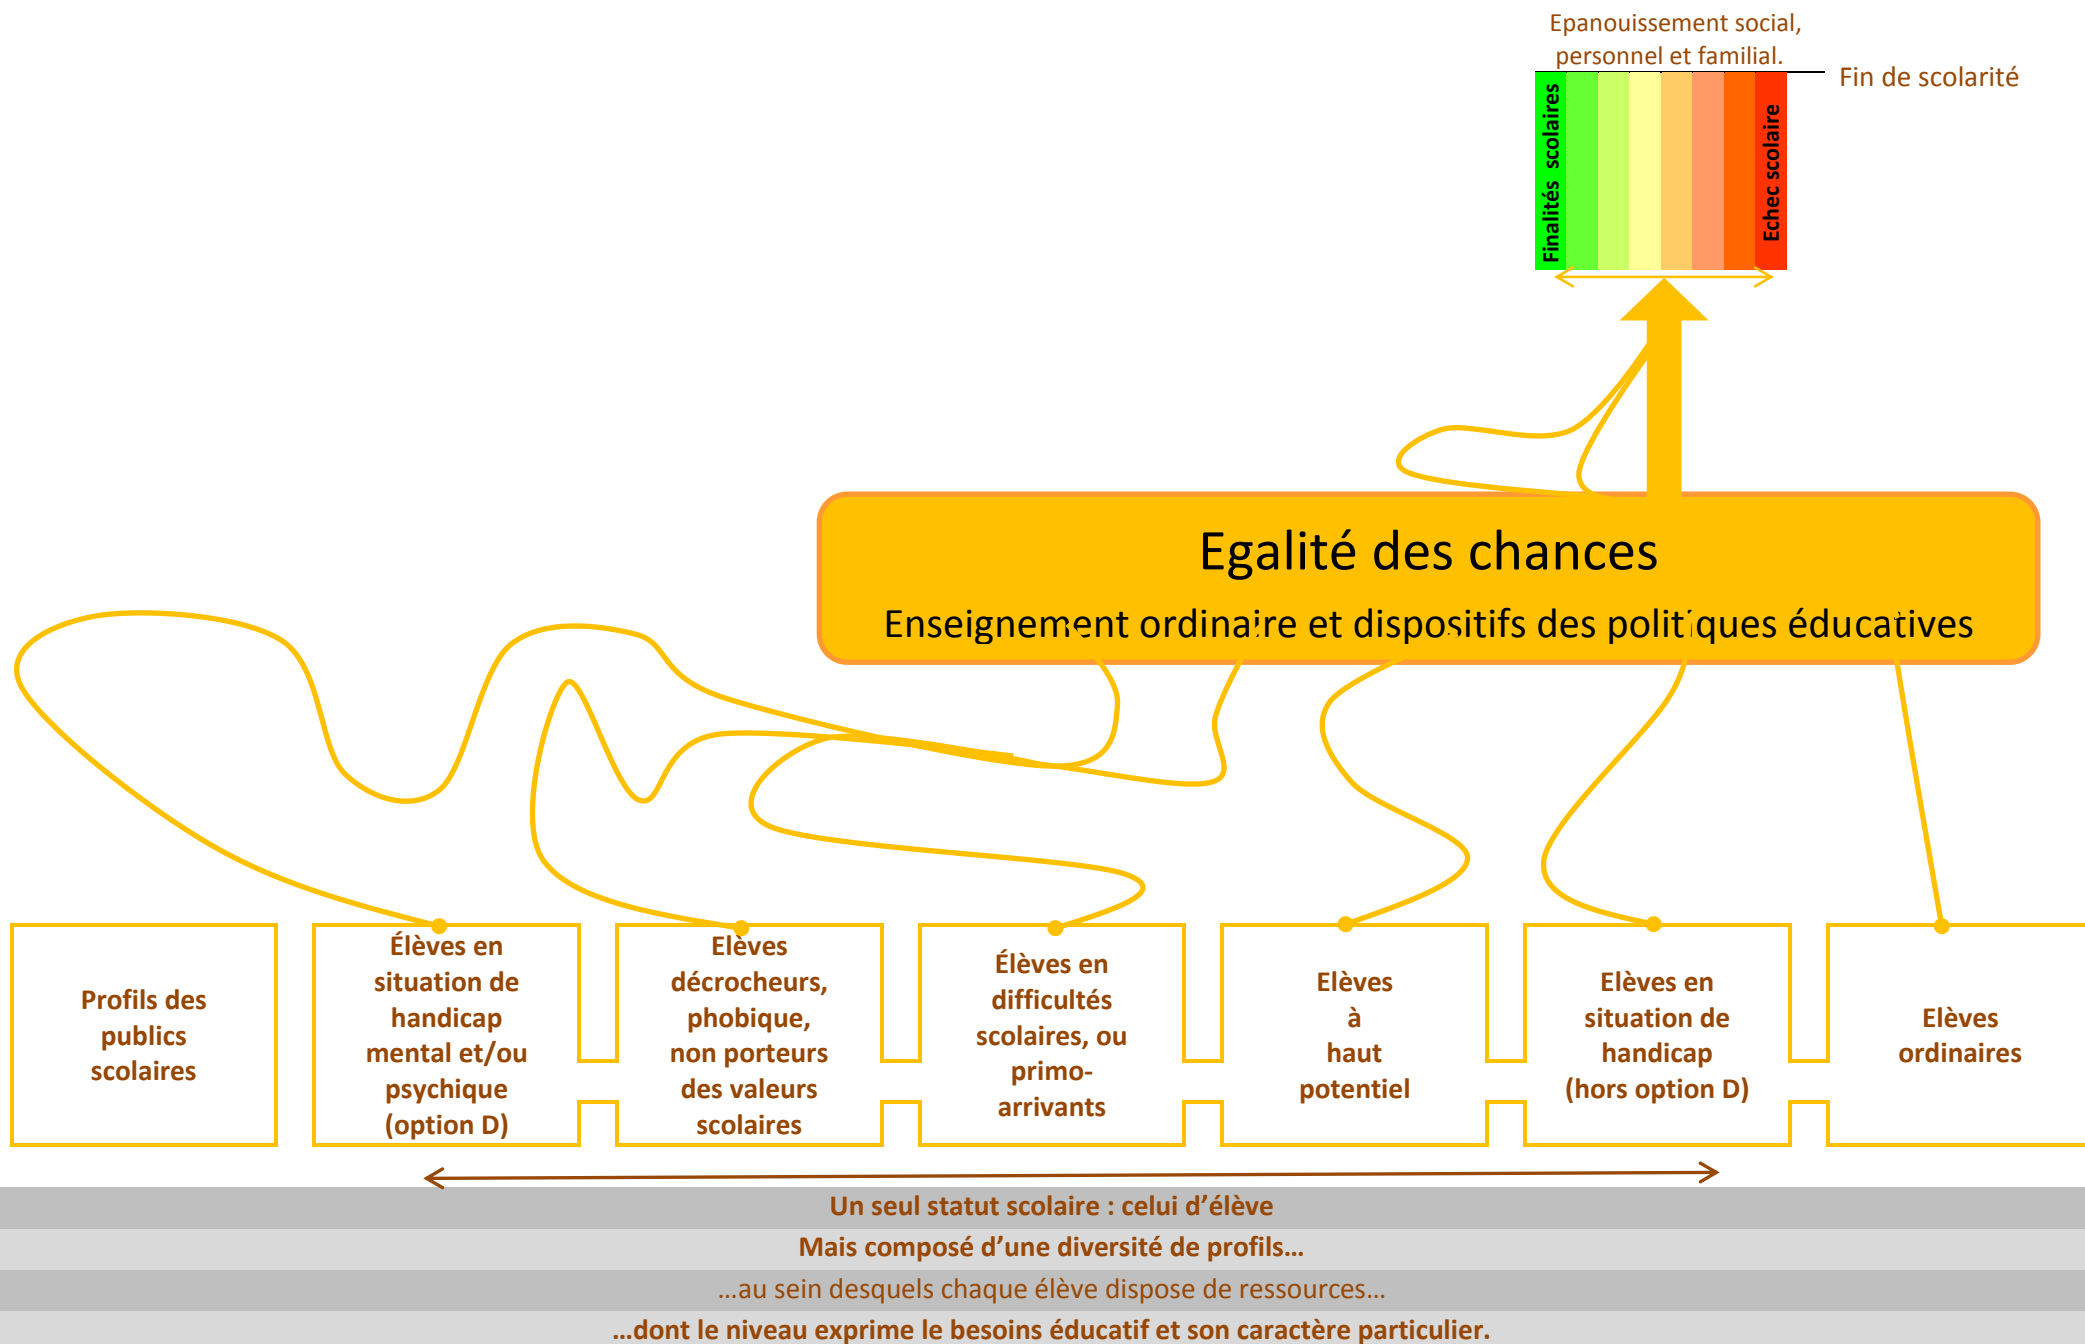 Epanouissement social,
personnel et familial.
Fin de scolarité
Finalités scolaires
Echec scolaire
Egalité des chances
Enseignement ordinaire et dispositifs des politiques éducatives
Profils des
publics
scolaires
Élèves en
situation de
handicap
mental et/ou
psychique
(option D)
Elèves
décrocheurs,
phobique,
non porteurs
des valeurs
scolaires
Élèves en
difficultés
scolaires, ou
primo-
arrivants
Elèves
à
haut
potentiel
Elèves en
situation de
handicap
(hors option D)
Elèves
ordinaires
Un seul statut scolaire : celui d’élève
Mais composé d’une diversité de profils…
…au sein desquels chaque élève dispose de ressources…
…dont le niveau exprime le besoins éducatif et son caractère particulier.